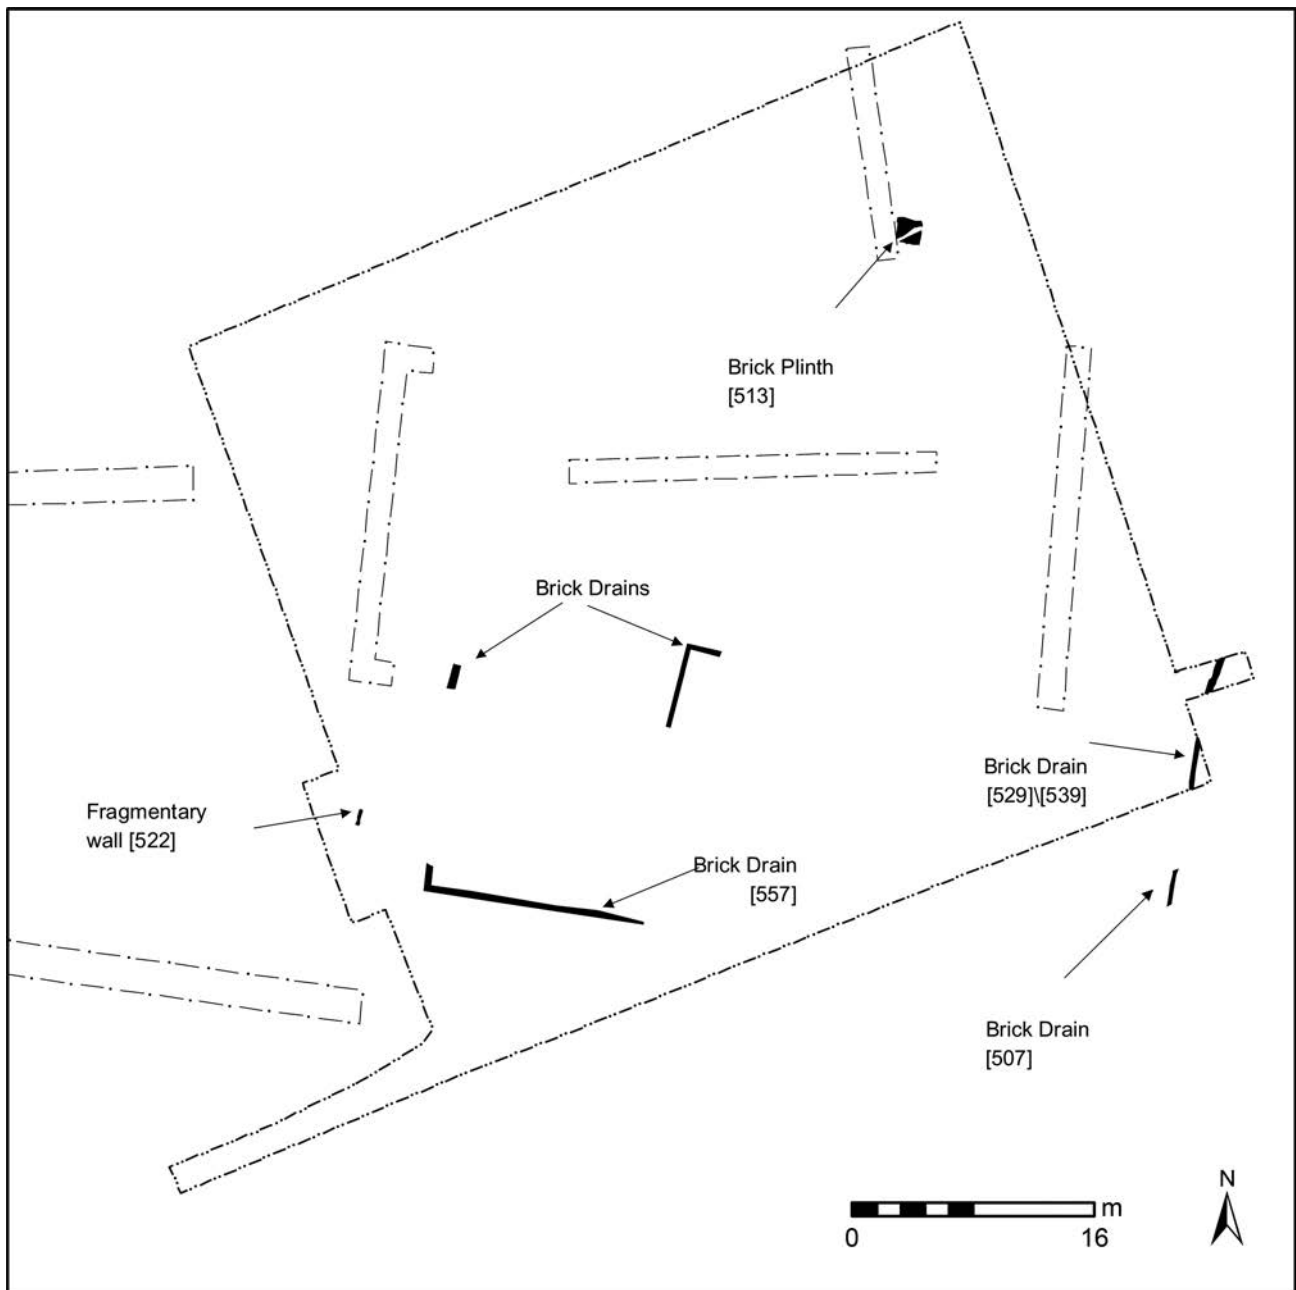 Brick Plinth
[513]
Brick Drains
Brick Drain
[529]\[539]
Fragmentary
wall [522]
Brick Drain
[557]
Brick Drain
[507]
N
m
0
16